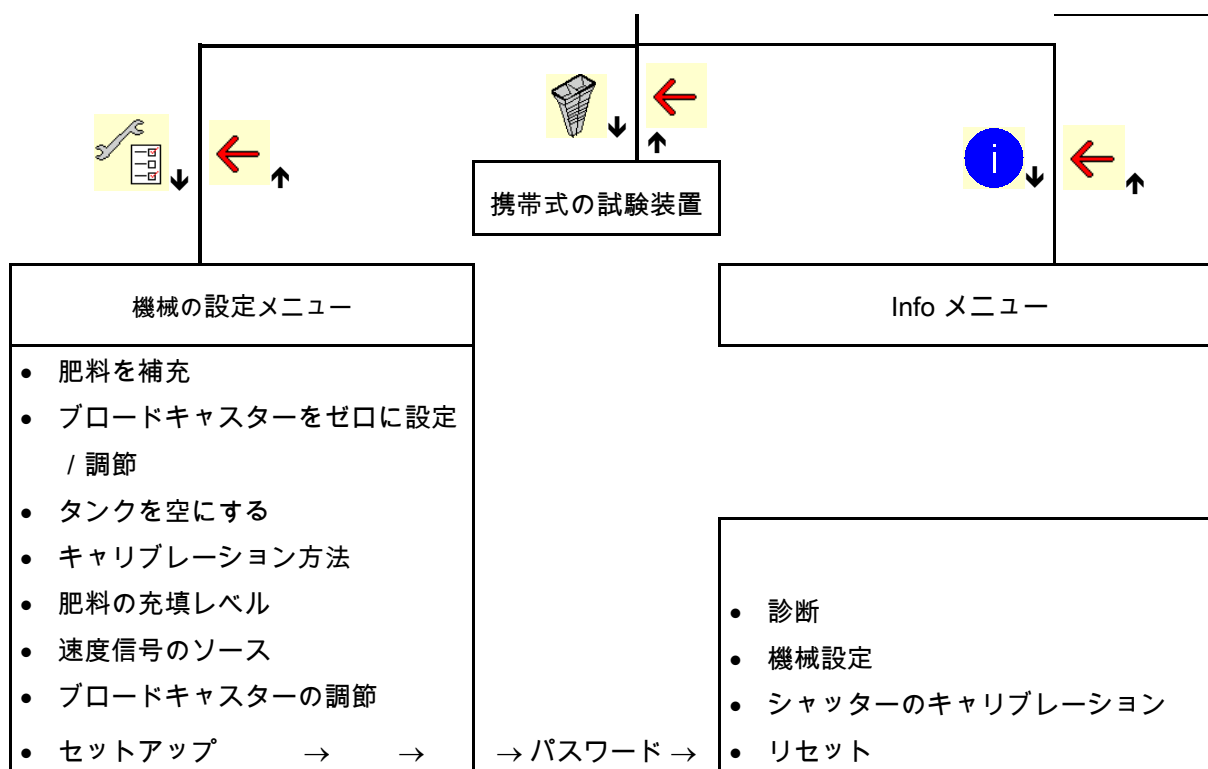 携帯式の試験装置
機械の設定メニュー
Info メニュー
• 肥料を補充
• ブロードキャスターをゼロに設定
/ 調節
• タンクを空にする
• キャリブレーション方法
• 肥料の充填レベル
• 速度信号のソース
• ブロードキャスターの調節
• セットアップ → → → パスワード →
• 診断
• 機械設定
• シャッターのキャリブレーション
• リセット